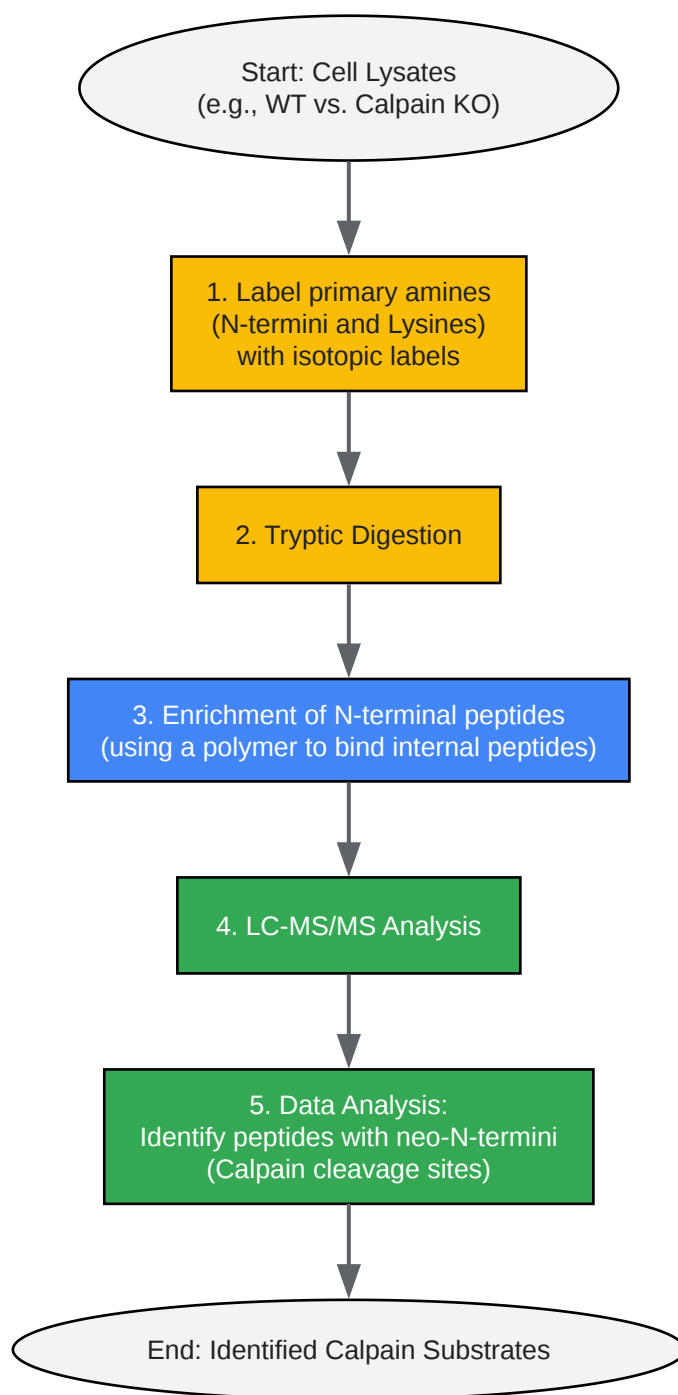 Start: Cell Lysates
(e.g., WT vs. Calpain KO)
1. Label primary amines
(N-termini and Lysines)
with isotopic labels
2. Tryptic Digestion
3. Enrichment of N-terminal peptides
(using a polymer to bind internal peptides)
4. LC-MS/MS Analysis
5. Data Analysis:
Identify peptides with neo-N-termini
(Calpain cleavage sites)
End: Identified Calpain Substrates